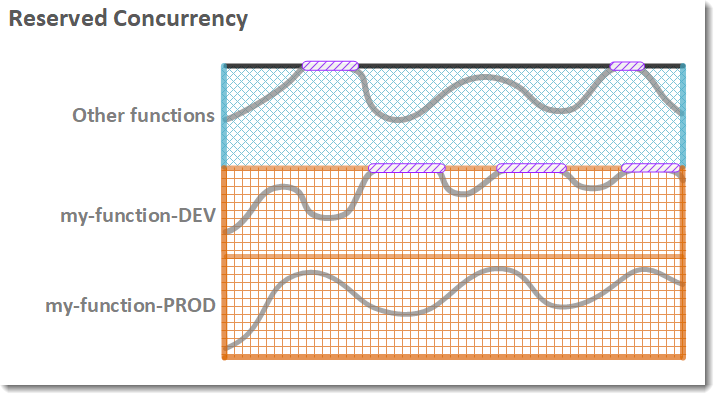 Reserved Concurrency
Other functions
my-function-DEV
my-function-PROD